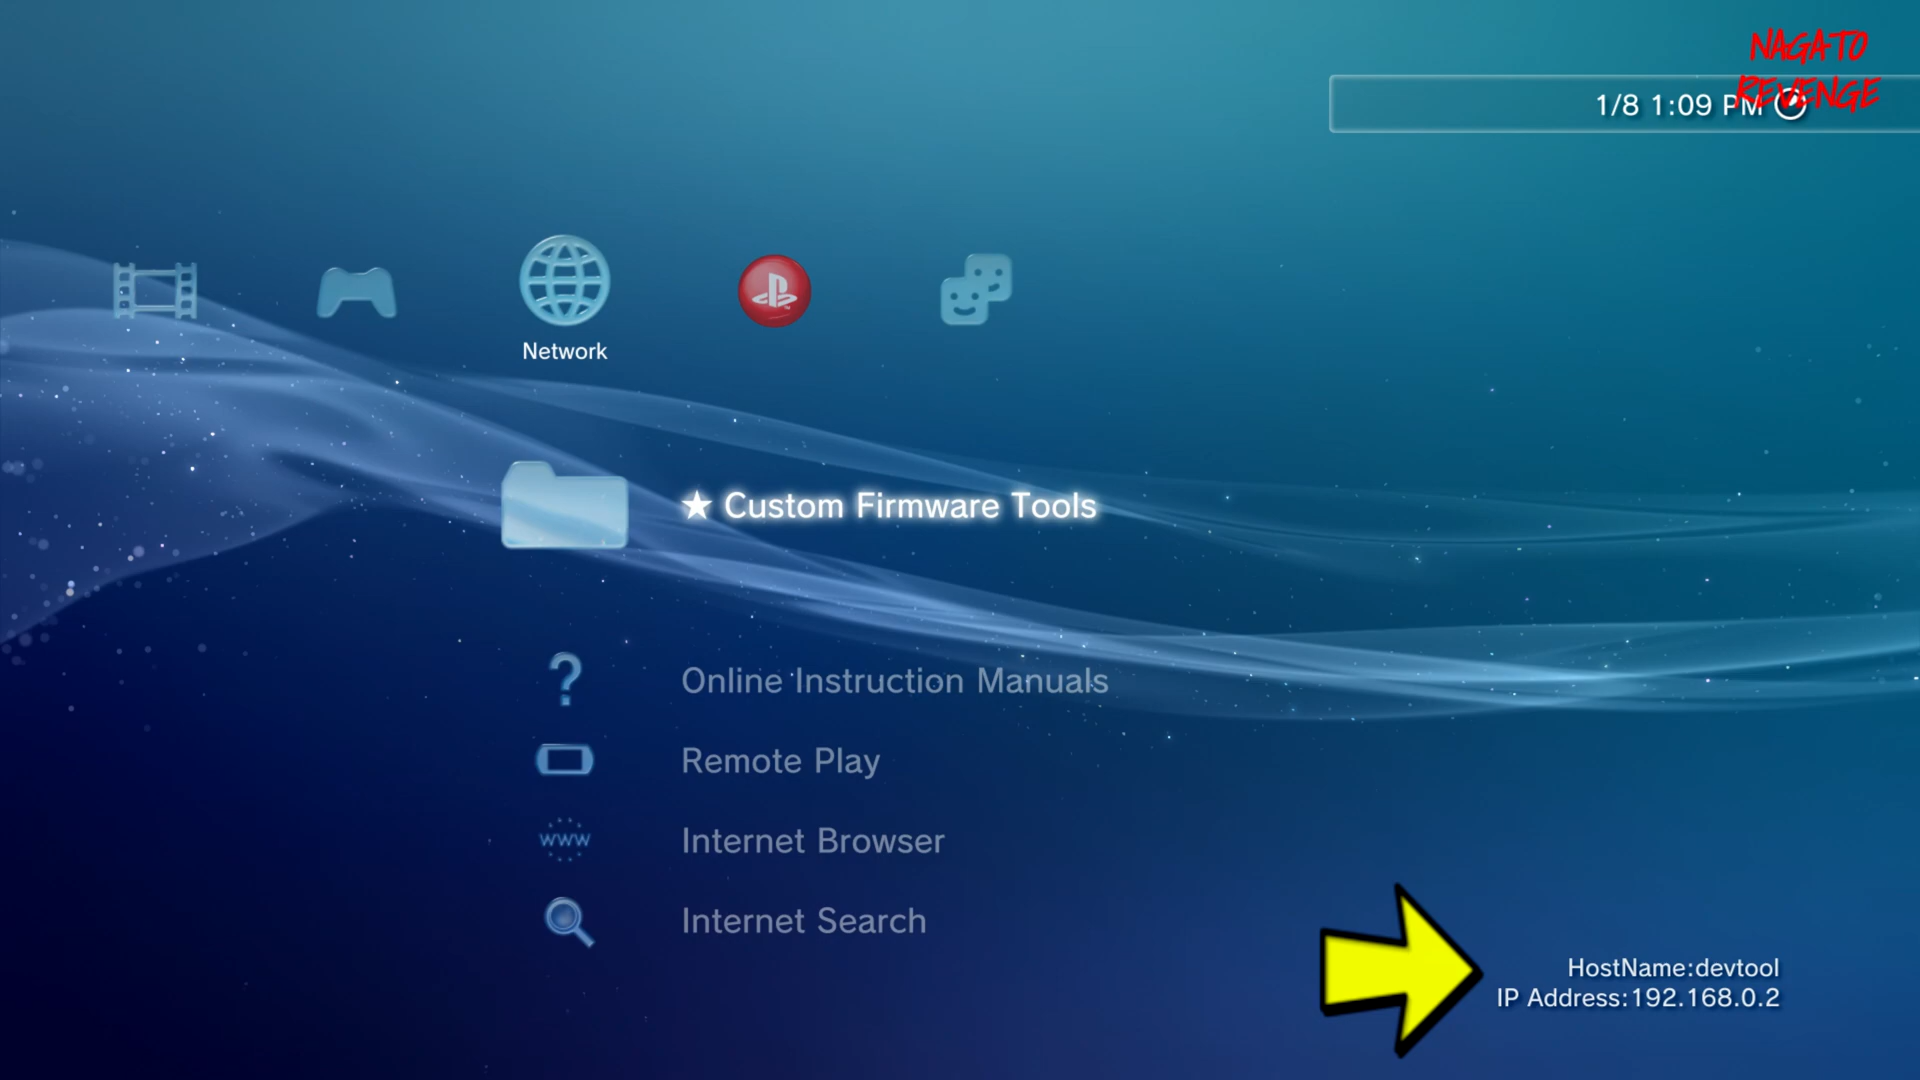 NAGATO
REVENGE
1/8 1:09 PM
Network
★ Custom Firmware Tools
Online Instruction Manuals
Remote Play
www
Internet Browser
Internet Search
HostName:devtool
IP Address:192.168.0.2